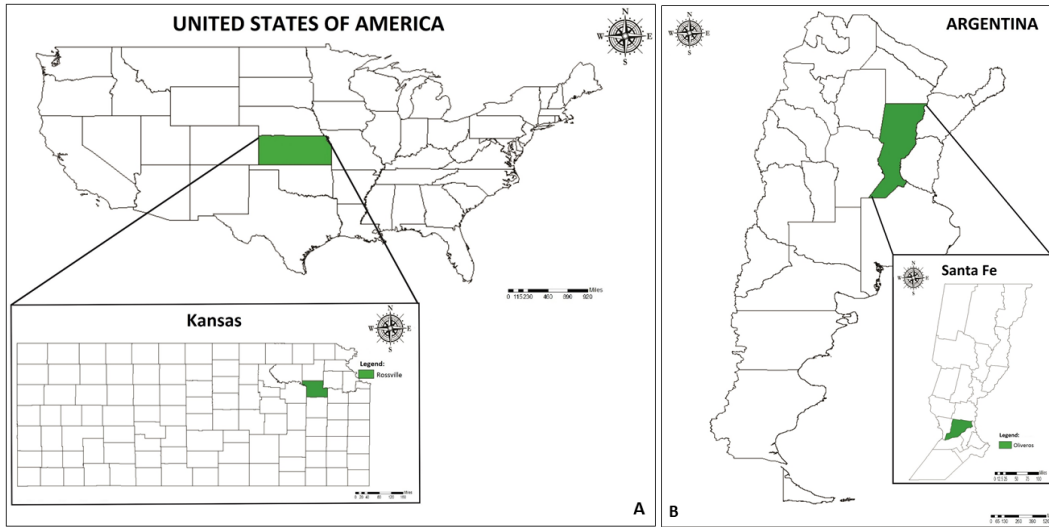 UNITED STATES OF AMERICA
N
W E
S
Miles
0 115 230 460 690 920
Kansas
N
W E
S
Legend:
Rossville
A
N
W E
S
ARGENTINA
Santa Fe
N
W E
S
Legend:
Oliveros
B